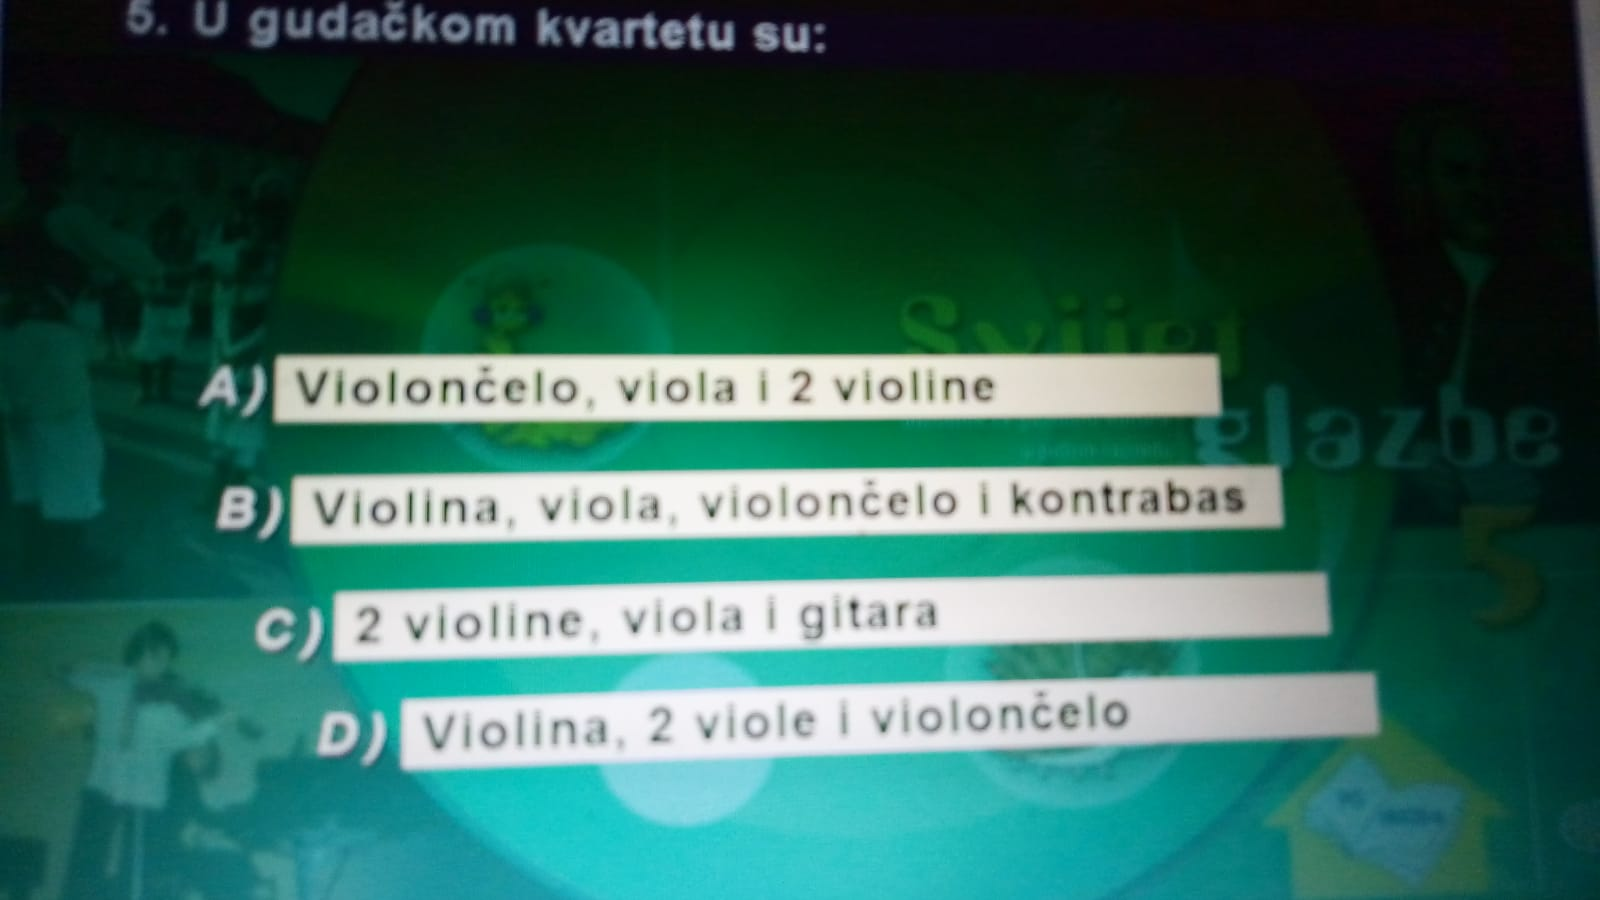 5. U gudačkom kvartetu su:
Svijet
glazbe
5
A) Violončelo, viola i 2 violine
B) Violina, viola, violončelo i kontrabas
C) 2 violine, viola i gitara
D) Violina, 2 viole i violončelo